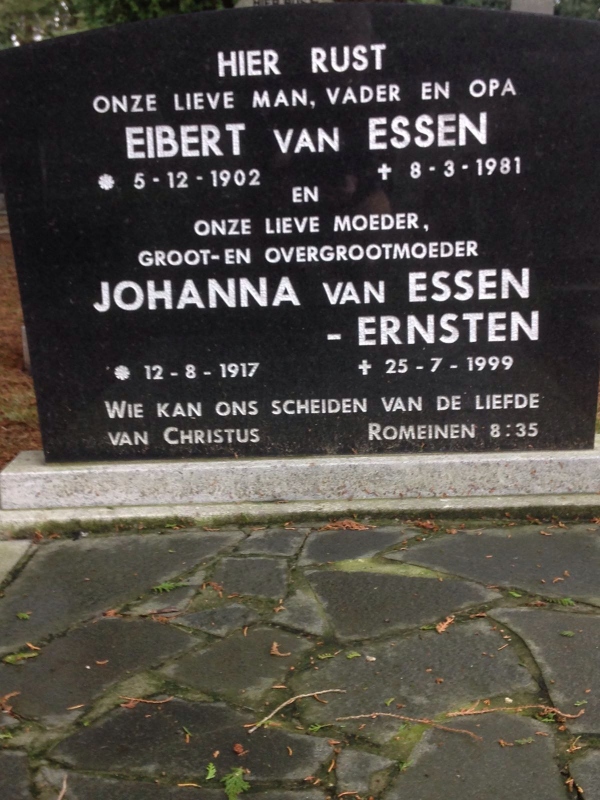 HIER RUST
ONZE LIEVE MAN, VADER EN OPA
EIBERT VAN ESSEN
* 5-12-1902 † 8-3-1981
EN
ONZE LIEVE MOEDER,
GROOT- EN OVERGROOTMOEDER
JOHANNA VAN ESSEN
- ERNSTEN
* 12-8-1917 † 25-7-1999
WIE KAN ONS SCHEIDEN VAN DE LIEFDE
VAN CHRISTUS ROMEINEN 8:35